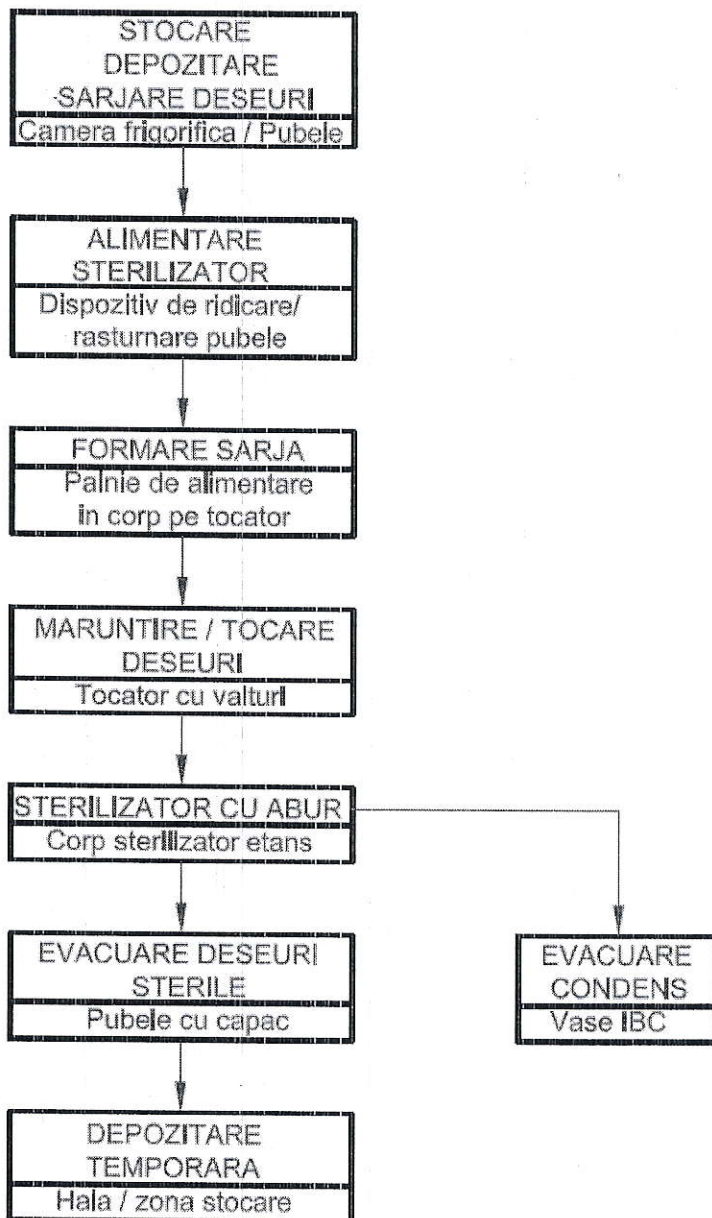 STOCARE
DEPOZITARE
SARJARE DESEURI
Camera frigorifica / Pubele
ALIMENTARE
STERILIZATOR
Dispozitiv de ridicare/
rasturnare pubele
FORMARE SARJA
Palnie de alimentare
in corp pe tocator
MARUNTIRE / TOCARE
DESEURI
Tocator cu valturi
STERILIZATOR CU ABUR
Corp sterilizator etans
EVACUARE DESEURI
STERILE
Pubele cu capac
EVACUARE
CONDENS
Vase IBC
DEPOZITARE
TEMPORARA
Hala / zona stocare